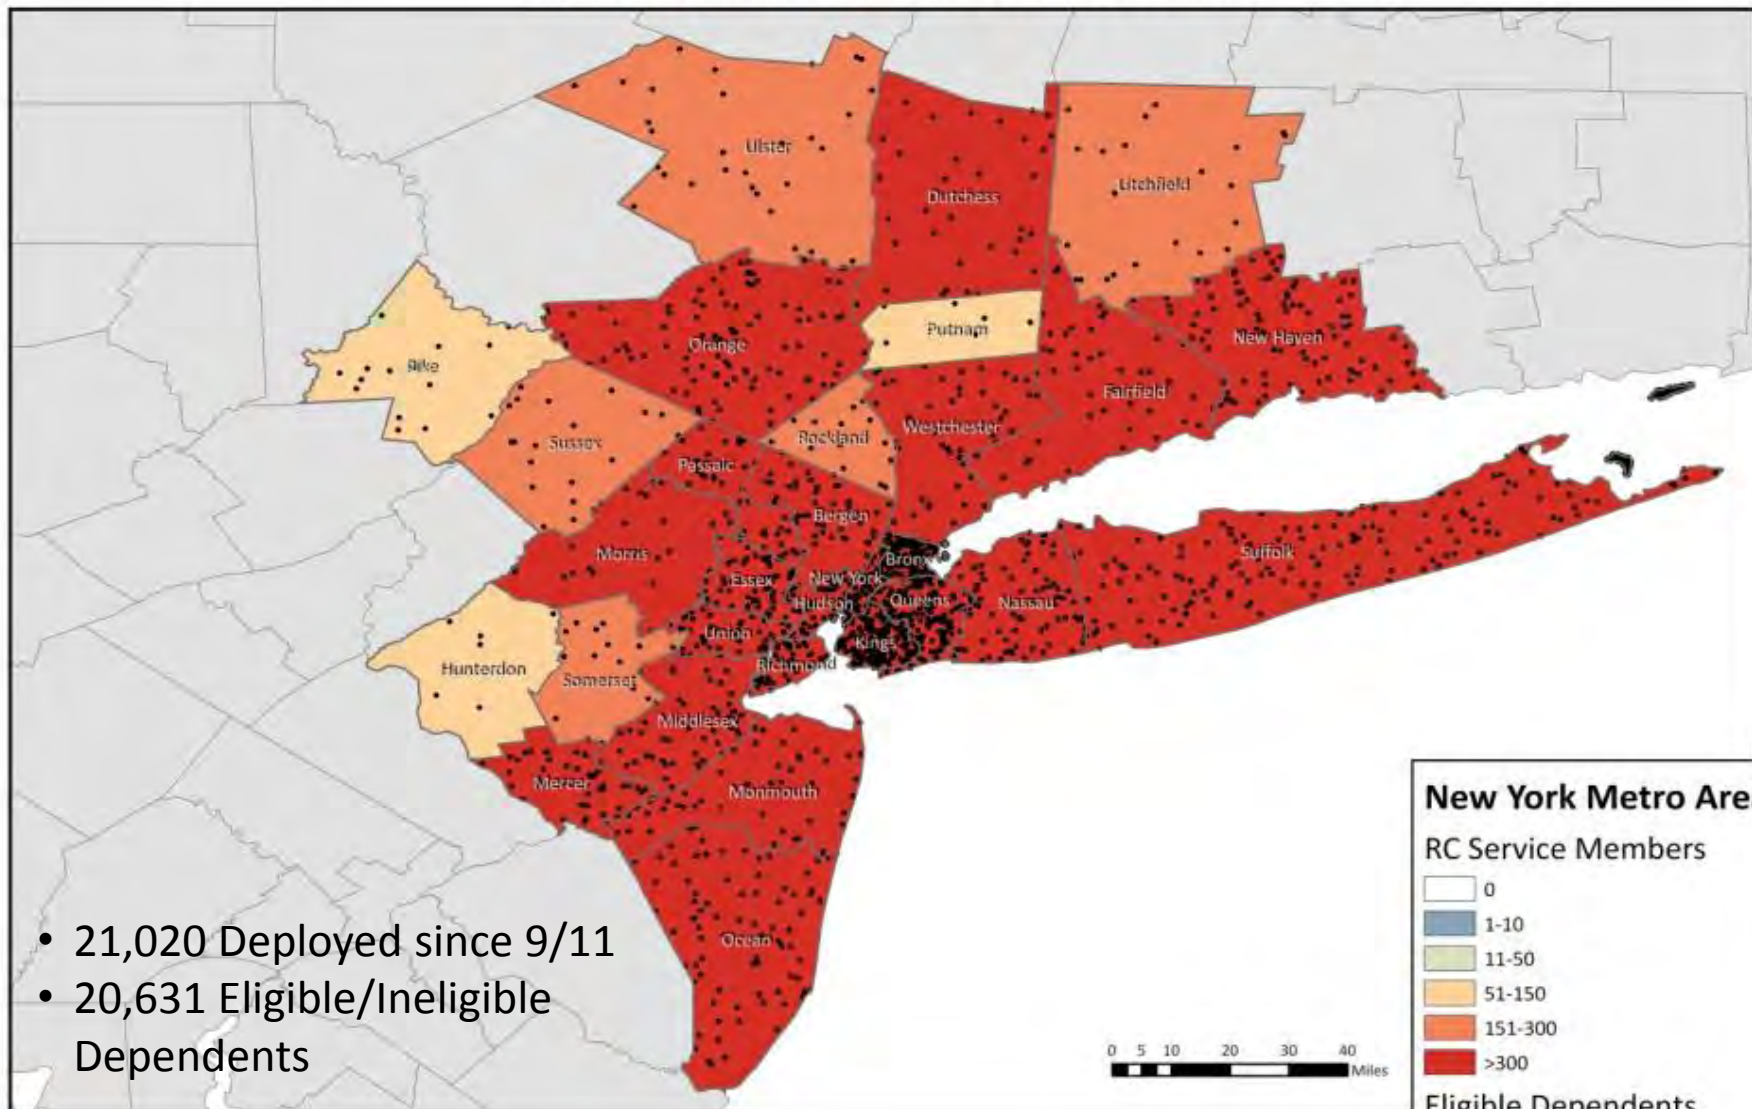 Ulster
Dutchess
Litchfield
Putnam
New Haven
Orange
Pike
Fairfield
Westchester
Rockland
Sussex
Passaic
Bergen
Morris
Suffolk
Bronx
Essex
New York
Queens
Hudson
Nassau
Union
Kings
Richmond
Hunterdon
Somerset
Middlesex
Mercer
Monmouth
Ocean
• 21,020 Deployed since 9/11
• 20,631 Eligible/Ineligible
Dependents
0 5 10 20 30 40
Miles
New York Metro Are
RC Service Members
0
1-10
11-50
51-150
151-300
>300
Eligible Dependents